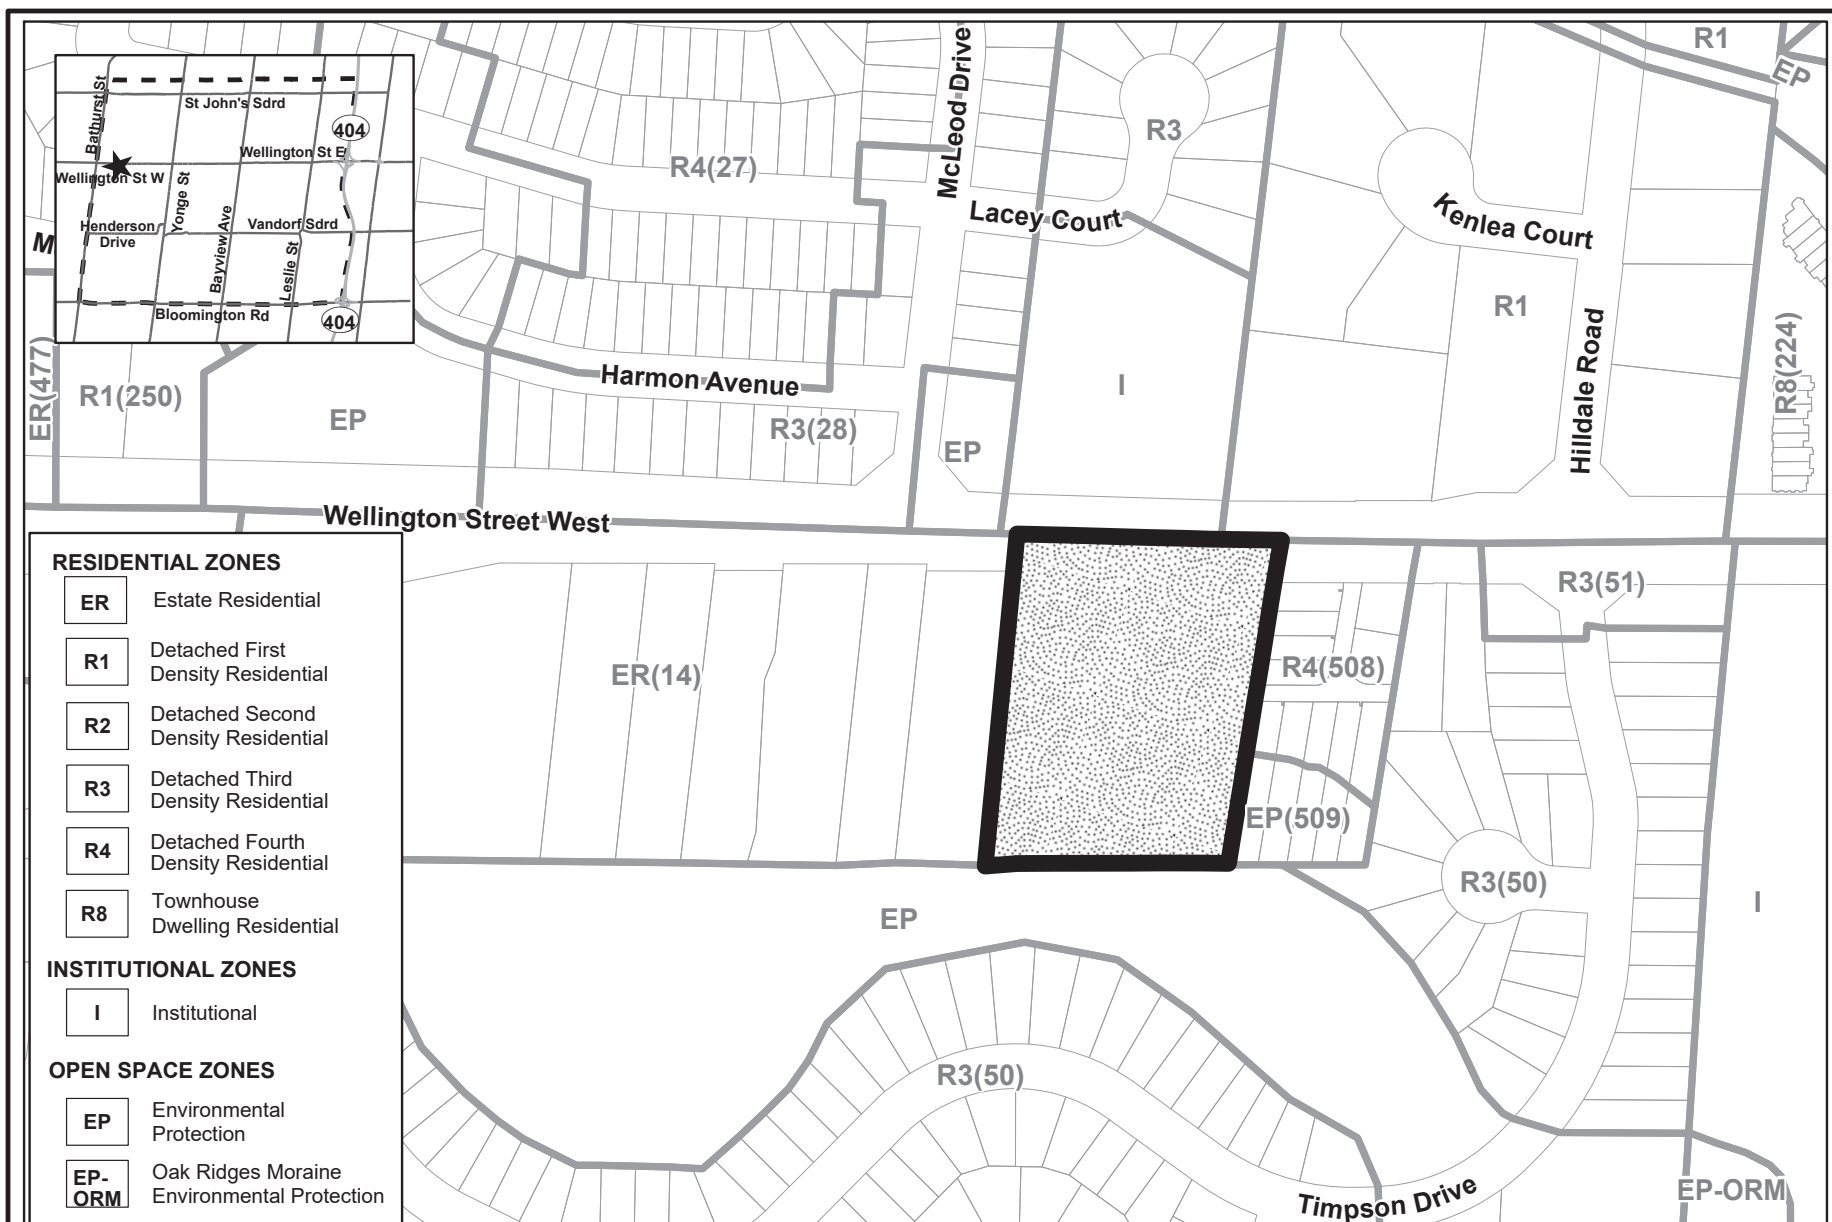 Bathurst St
St John's Sdrd
404
Wellington St E
Wellington St W
Yonge St
Henderson
Drive
Bayview Ave
Vandorf Sdrd
Leslie St
Bloomington Rd
404
M
McLeod Drive
R1
EP
R3
R4(27)
Lacey Court
Kenlea Court
R1
Hilldale Road
R8(224)
ER(477)
R1(250)
EP
Harmon Avenue
R3(28)
EP
I
Wellington Street West
ER(14)
R4(508)
R3(51)
EP(509)
R3(50)
I
EP
R3(50)
Timpson Drive
EP-ORM
RESIDENTIAL ZONES
ER Estate Residential
R1 Detached First
Density Residential
R2 Detached Second
Density Residential
R3 Detached Third
Density Residential
R4 Detached Fourth
Density Residential
R8 Townhouse
Dwelling Residential
INSTITUTIONAL ZONES
I Institutional
OPEN SPACE ZONES
EP Environmental
Protection
EP-
ORM Oak Ridges Moraine
Environmental Protection